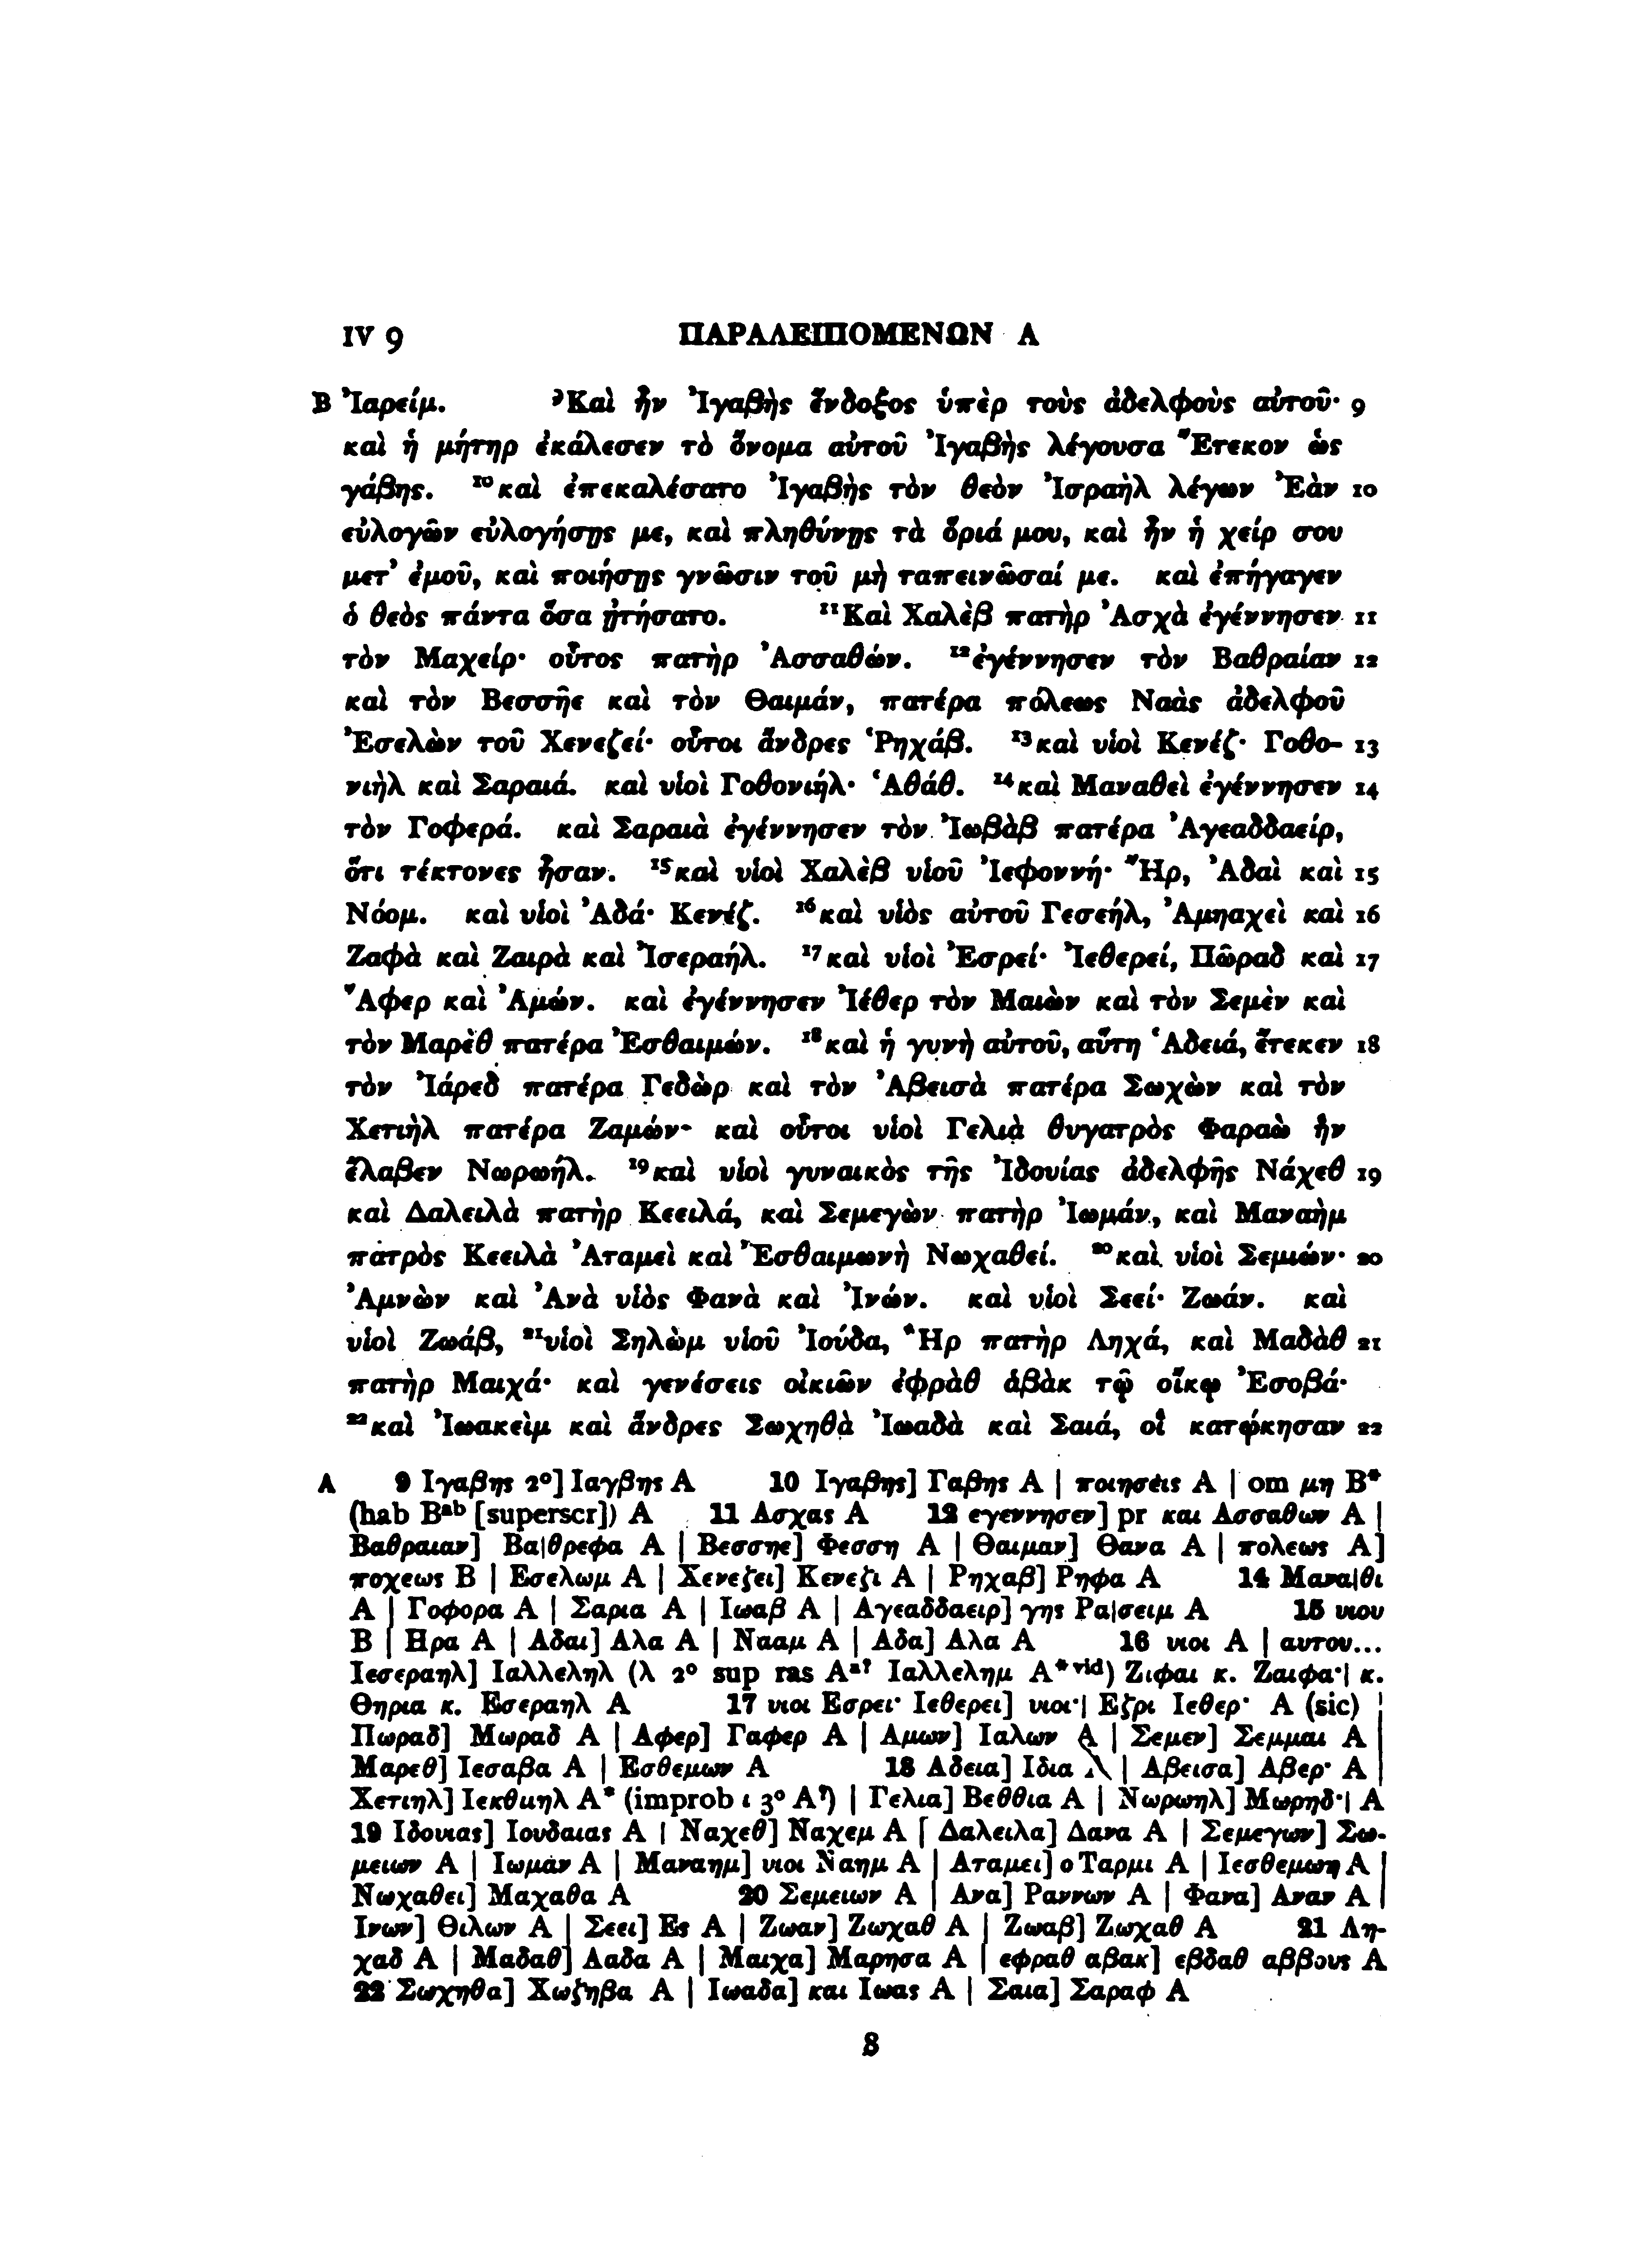 IV 9 ΠΑΡΑΛΕΙΠΟΜΕΝΩΝ Α
B Ἰαρείμ. ⁹Καὶ ἦν Ἰγαβὴς ἔνδοξος ὑπὲρ τοὺς ἀδελφοὺς αὐτοῦ· 9
καὶ ἡ μήτηρ ἐκάλεσεν τὸ ὄνομα αὐτοῦ Ἰγαβὴς λέγουσα Ἔτεκον ὡς
γάβης. ¹⁰καὶ ἐπεκαλέσατο Ἰγαβὴς τὸν θεὸν Ἰσραὴλ λέγων Ἐὰν 10
εὐλογῶν εὐλογήσῃς με, καὶ πληθύνῃς τὰ ὅριά μου, καὶ ἦν ἡ χείρ σου
μετ’ ἐμοῦ, καὶ ποιήσῃς γνῶσιν τοῦ μὴ ταπεινῶσαί με. καὶ ἐπήγαγεν
ὁ θεὸς πάντα ὅσα ᾐτήσατο. ¹¹Καὶ Χαλὲβ πατὴρ Ἀσχὰ ἐγέννησεν 11
τὸν Μαχείρ· οὗτος πατὴρ Ἀσσαθών. ¹²ἐγέννησεν τὸν Βαθραίαν 12
καὶ τὸν Βεσσῆε καὶ τὸν Θαιμάν, πατέρα πόλεως Ναὰς ἀδελφοῦ
Ἐσελὼν τοῦ Χενεζεί· οὗτοι ἄνδρες Ῥηχάβ. ¹³καὶ υἱοὶ Κενέζ· Γοθο- 13
νιὴλ καὶ Σαραιά. καὶ υἱοὶ Γοθονιήλ· Ἁθάθ. ¹⁴καὶ Μαναθεὶ ἐγέννησεν 14
τὸν Γοφερά. καὶ Σαραιὰ ἐγέννησεν τὸν Ἰωβὰβ πατέρα Ἀγεαδδαείρ,
ὅτι τέκτονες ἦσαν. ¹⁵καὶ υἱοὶ Χαλὲβ υἱοῦ Ἰεφοννή· Ἤρ, Ἀδαὶ καὶ 15
Νόομ. καὶ υἱοὶ Ἀδά· Κενέζ. ¹⁶καὶ υἱὸς αὐτοῦ Γεσεήλ, Ἀμηαχεὶ καὶ 16
Ζαφὰ καὶ Ζαιρὰ καὶ Ἰσεραήλ. ¹⁷καὶ υἱοὶ Ἐσρεί· Ἰεθερεί, Πῶραδ καὶ 17
Ἄφερ καὶ Ἀμών. καὶ ἐγέννησεν Ἰέθερ τὸν Μαιὼν καὶ τὸν Σεμὲν καὶ
τὸν Μαρὲθ πατέρα Ἐσθαιμών. ¹⁸καὶ ἡ γυνὴ αὐτοῦ, αὕτη Ἁδειά, ἔτεκεν 18
τὸν Ἰάρεδ πατέρα Γεδὼρ καὶ τὸν Ἀβεισὰ πατέρα Σωχὼν καὶ τὸν
Χετιὴλ πατέρα Ζαμών· καὶ οὗτοι υἱοὶ Γελιὰ θυγατρὸς Φαραὼ ἣν
ἔλαβεν Νωρωήλ. ¹⁹καὶ υἱοὶ γυναικὸς τῆς Ἰδουίας ἀδελφῆς Νάχεθ 19
καὶ Δαλειλὰ πατὴρ Κεειλά, καὶ Σεμεγὼν πατὴρ Ἰωμάν, καὶ Μαναὴμ
πατρὸς Κεειλὰ Ἀταμεὶ καὶ Ἐσθαιμωνὴ Νωχαθεί. ²⁰καὶ υἱοὶ Σεμιών· 20
Ἀμνὼν καὶ Ἀνὰ υἱὸς Φανὰ καὶ Ἰνών. καὶ υἱοὶ Σεεί· Ζωάν. καὶ
υἱοὶ Ζωάβ, ²¹υἱοὶ Σηλὼμ υἱοῦ Ἰούδα, Ἢρ πατὴρ Ληχά, καὶ Μαδὰθ 21
πατὴρ Μαιχά· καὶ γενέσεις οἰκιῶν ἐφρὰθ ἁβὰκ τῷ οἴκῳ Ἐσοβά·
²²καὶ Ἰωακεὶμ καὶ ἄνδρες Σωχηθὰ Ἰωαδὰ καὶ Σαιά, οἳ κατῴκησαν 22
A 9 Ιγαβης 2°] Ιαγβης A 10 Ιγαβης] Γαβης A | ποιησεις A | om μη B*
(hab Bᵃᵇ [superscr]) A 11 Ασχας A 12 εγεννησεν] pr και Ασσαθων A |
Βαθραιαν] Βα|θρεφα A | Βεσσηε] Φεσση A | Θαιμαν] Θανα A | πολεως A]
ποχεως B | Εσελωμ A | Χενεζει] Κενεζι A | Ρηχαβ] Ρηφα A 14 Μανα|θι
A | Γοφορα A | Σαρια A | Ιωαβ A | Αγεαδδαειρ] γης Ρα|σειμ A 15 υιου
B | Ηρα A | Αδαι] Αλα A | Νααμ A | Αδα] Αλα A 16 υιοι A | αυτου...
Ιεσεραηλ] Ιαλλεληλ (λ 2° sup ras Aᵃ? Ιαλλελημ A*ᵛⁱᵈ) Ζιφαι κ. Ζαιφα·| κ.
Θηρια κ. Εσεραηλ A 17 υιοι Εσρει· Ιεθερει] υιοι·| Εζρι Ιεθερ· A (sic) |
Πωραδ] Μωραδ A | Αφερ] Γαφερ A | Αμων] Ιαλων A | Σεμεν] Σεμμαι A |
Μαρεθ] Ιεσαβα A | Εσθεμων A 18 Αδεια] Ιδια A | Αβεισα] Αβερ· A |
Χετιηλ] Ιεκθιιηλ A* (improb ι 3° A?) | Γελια] Βεθθια A | Νωρωηλ] Μωρηδ·| A
19 Ιδουιας] Ιουδαιας A | Ναχεθ] Ναχεμ A | Δαλειλα] Δανα A | Σεμεγων] Σω-
μειων A | Ιωμαν A | Μαναημ] υιοι Ναημ A | Αταμει] ο Ταρμι A | Ιεσθεμωη A |
Νωχαθει] Μαχαθα A 20 Σεμειων A | Ανα] Ραννων A | Φανα] Αναν A |
Ινων] Θιλων A | Σεει] Ες A | Ζωαν] Ζωχαθ A | Ζωαβ] Ζωχαθ A 21 Λη-
χαδ A | Μαδαθ] Λαδα A | Μαιχα] Μαρησα A | εφραθ αβακ] εβδαθ αββους A
22 Σωχηθα] Χωζηβα A | Ιωαδα] και Ιωας A | Σαια] Σαραφ A
8